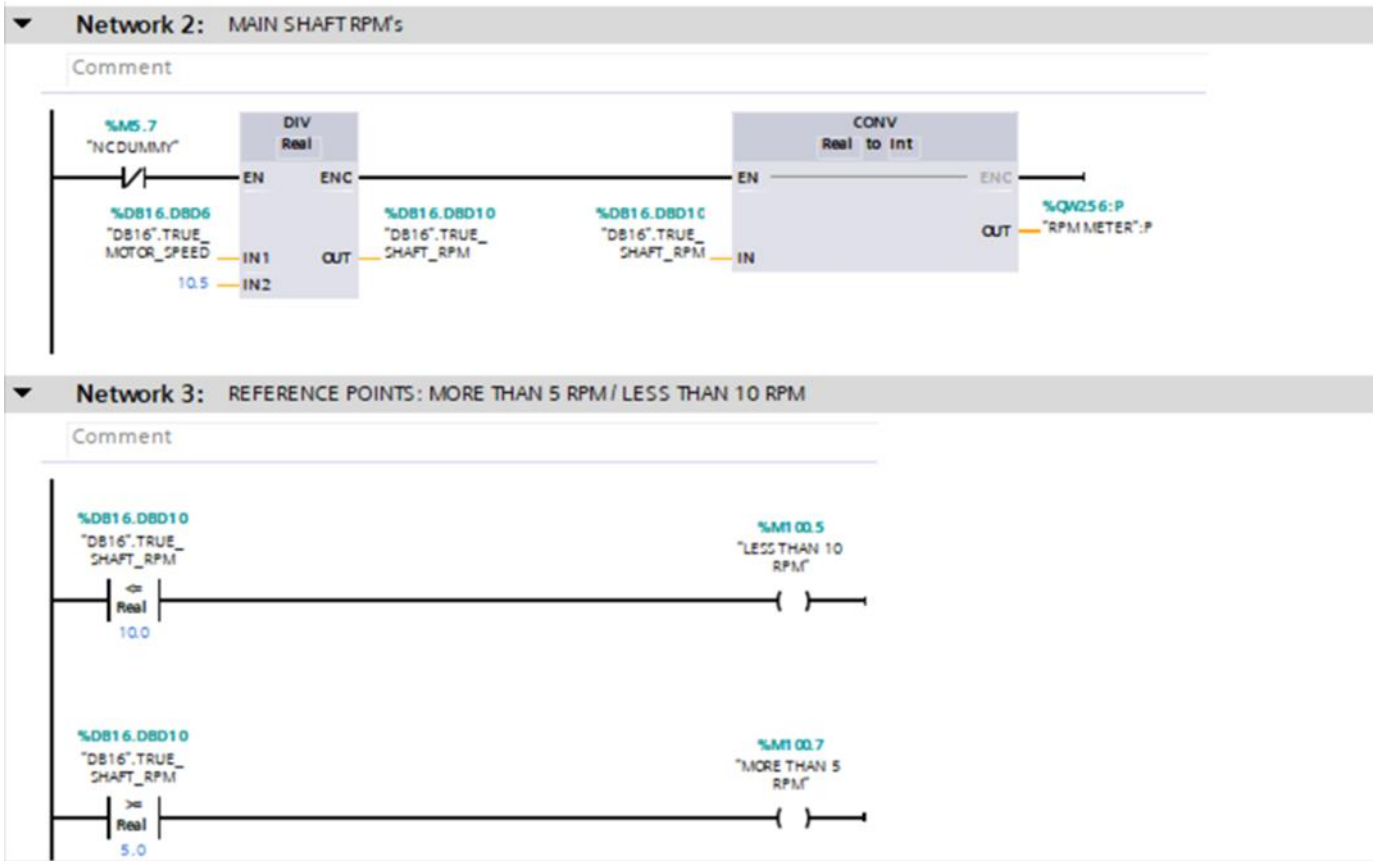 Network 2: MAIN SHAFT RPM's
Comment
%M5.7
"NCDUMMY"
DIV
Real
EN ENO
%DB16.DBD6
"DB16".TRUE_
MOTOR_SPEED
IN1
10.5
IN2
OUT
%DB16.DBD10
"DB16".TRUE_
SHAFT_RPM
%DB16.DBD10
"DB16".TRUE_
SHAFT_RPM
CONV
Real to Int
EN ENO
IN
OUT
%QW256:P
"RPM METER":P
Network 3: REFERENCE POINTS: MORE THAN 5 RPM / LESS THAN 10 RPM
Comment
%DB16.DBD10
"DB16".TRUE_
SHAFT_RPM
<=
Real
10.0
%M100.5
"LESS THAN 10
RPM"
%DB16.DBD10
"DB16".TRUE_
SHAFT_RPM
>=
Real
5.0
%M100.7
"MORE THAN 5
RPM"